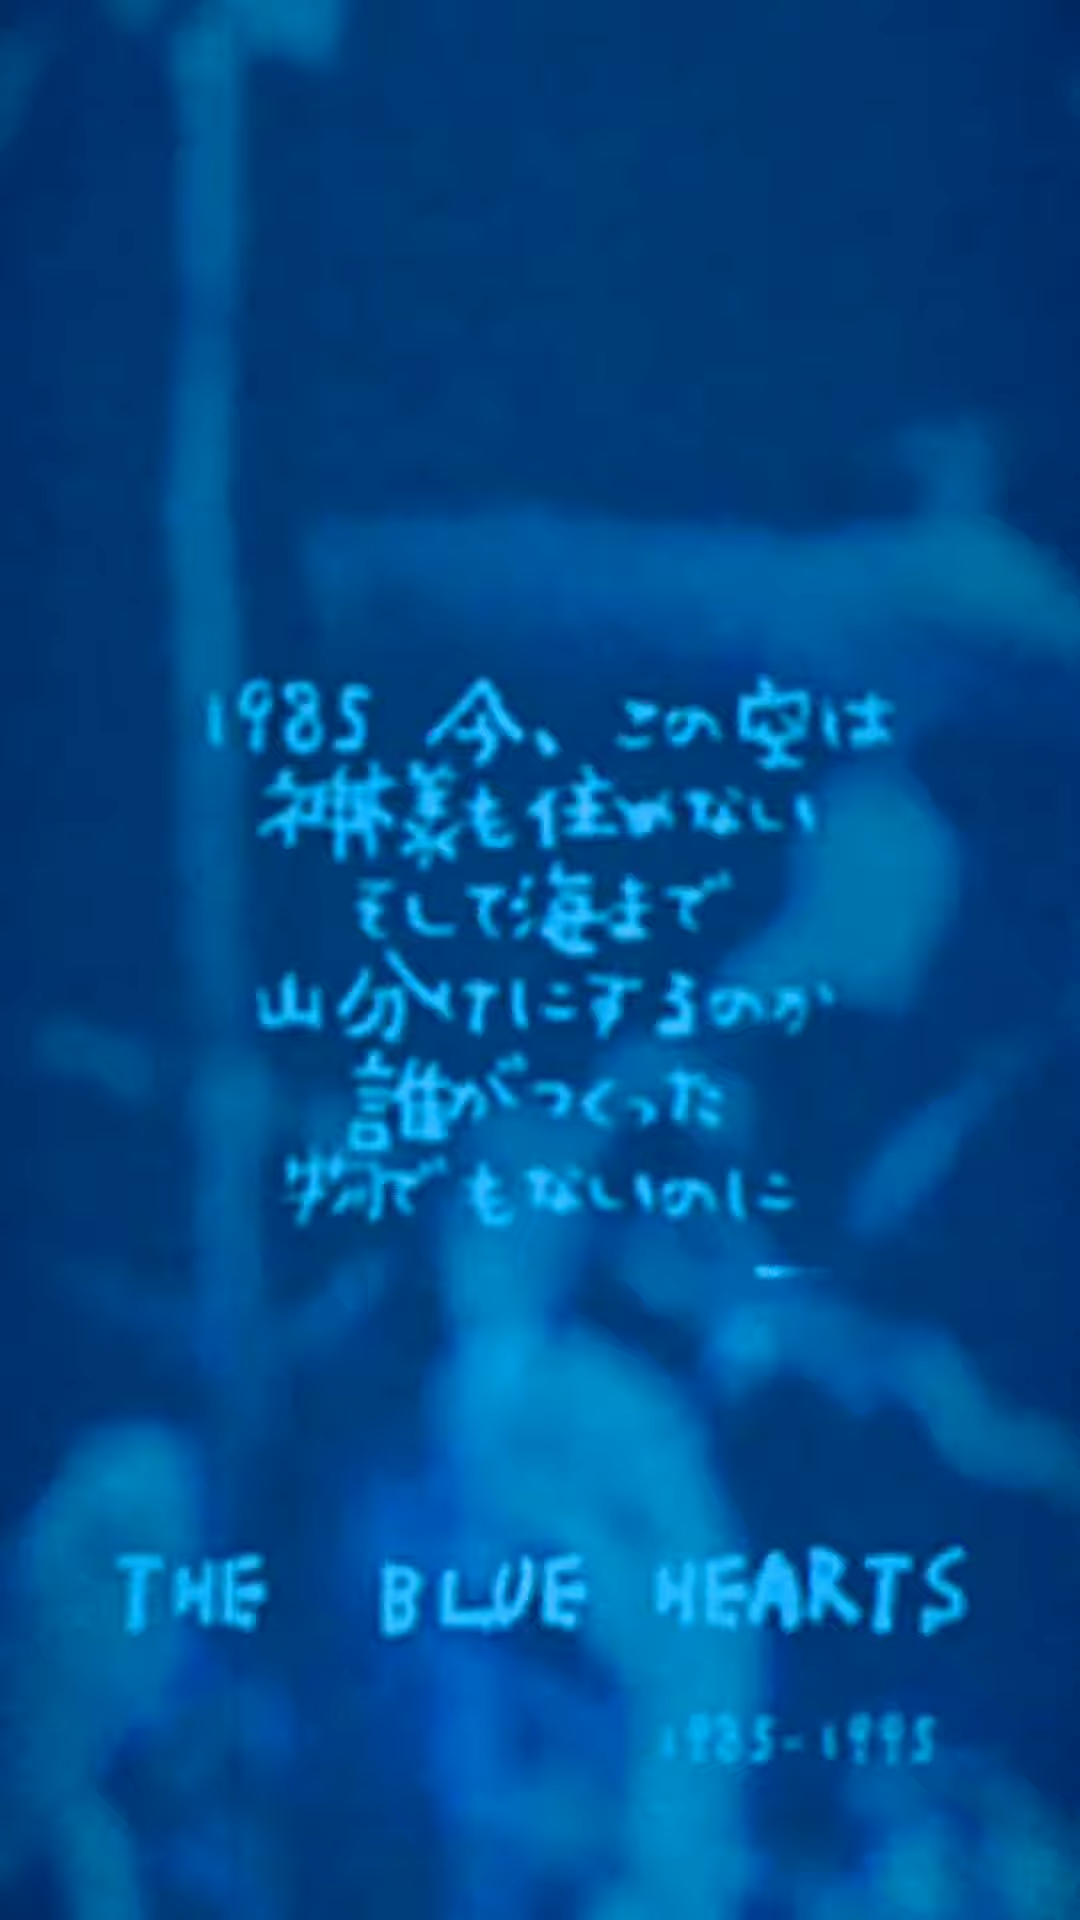 1985 今、この空は
神様も住めない
そして海まで
山分けにするのか
誰がつくった
物でもないのに
THE BLUE HEARTS
1985-1995